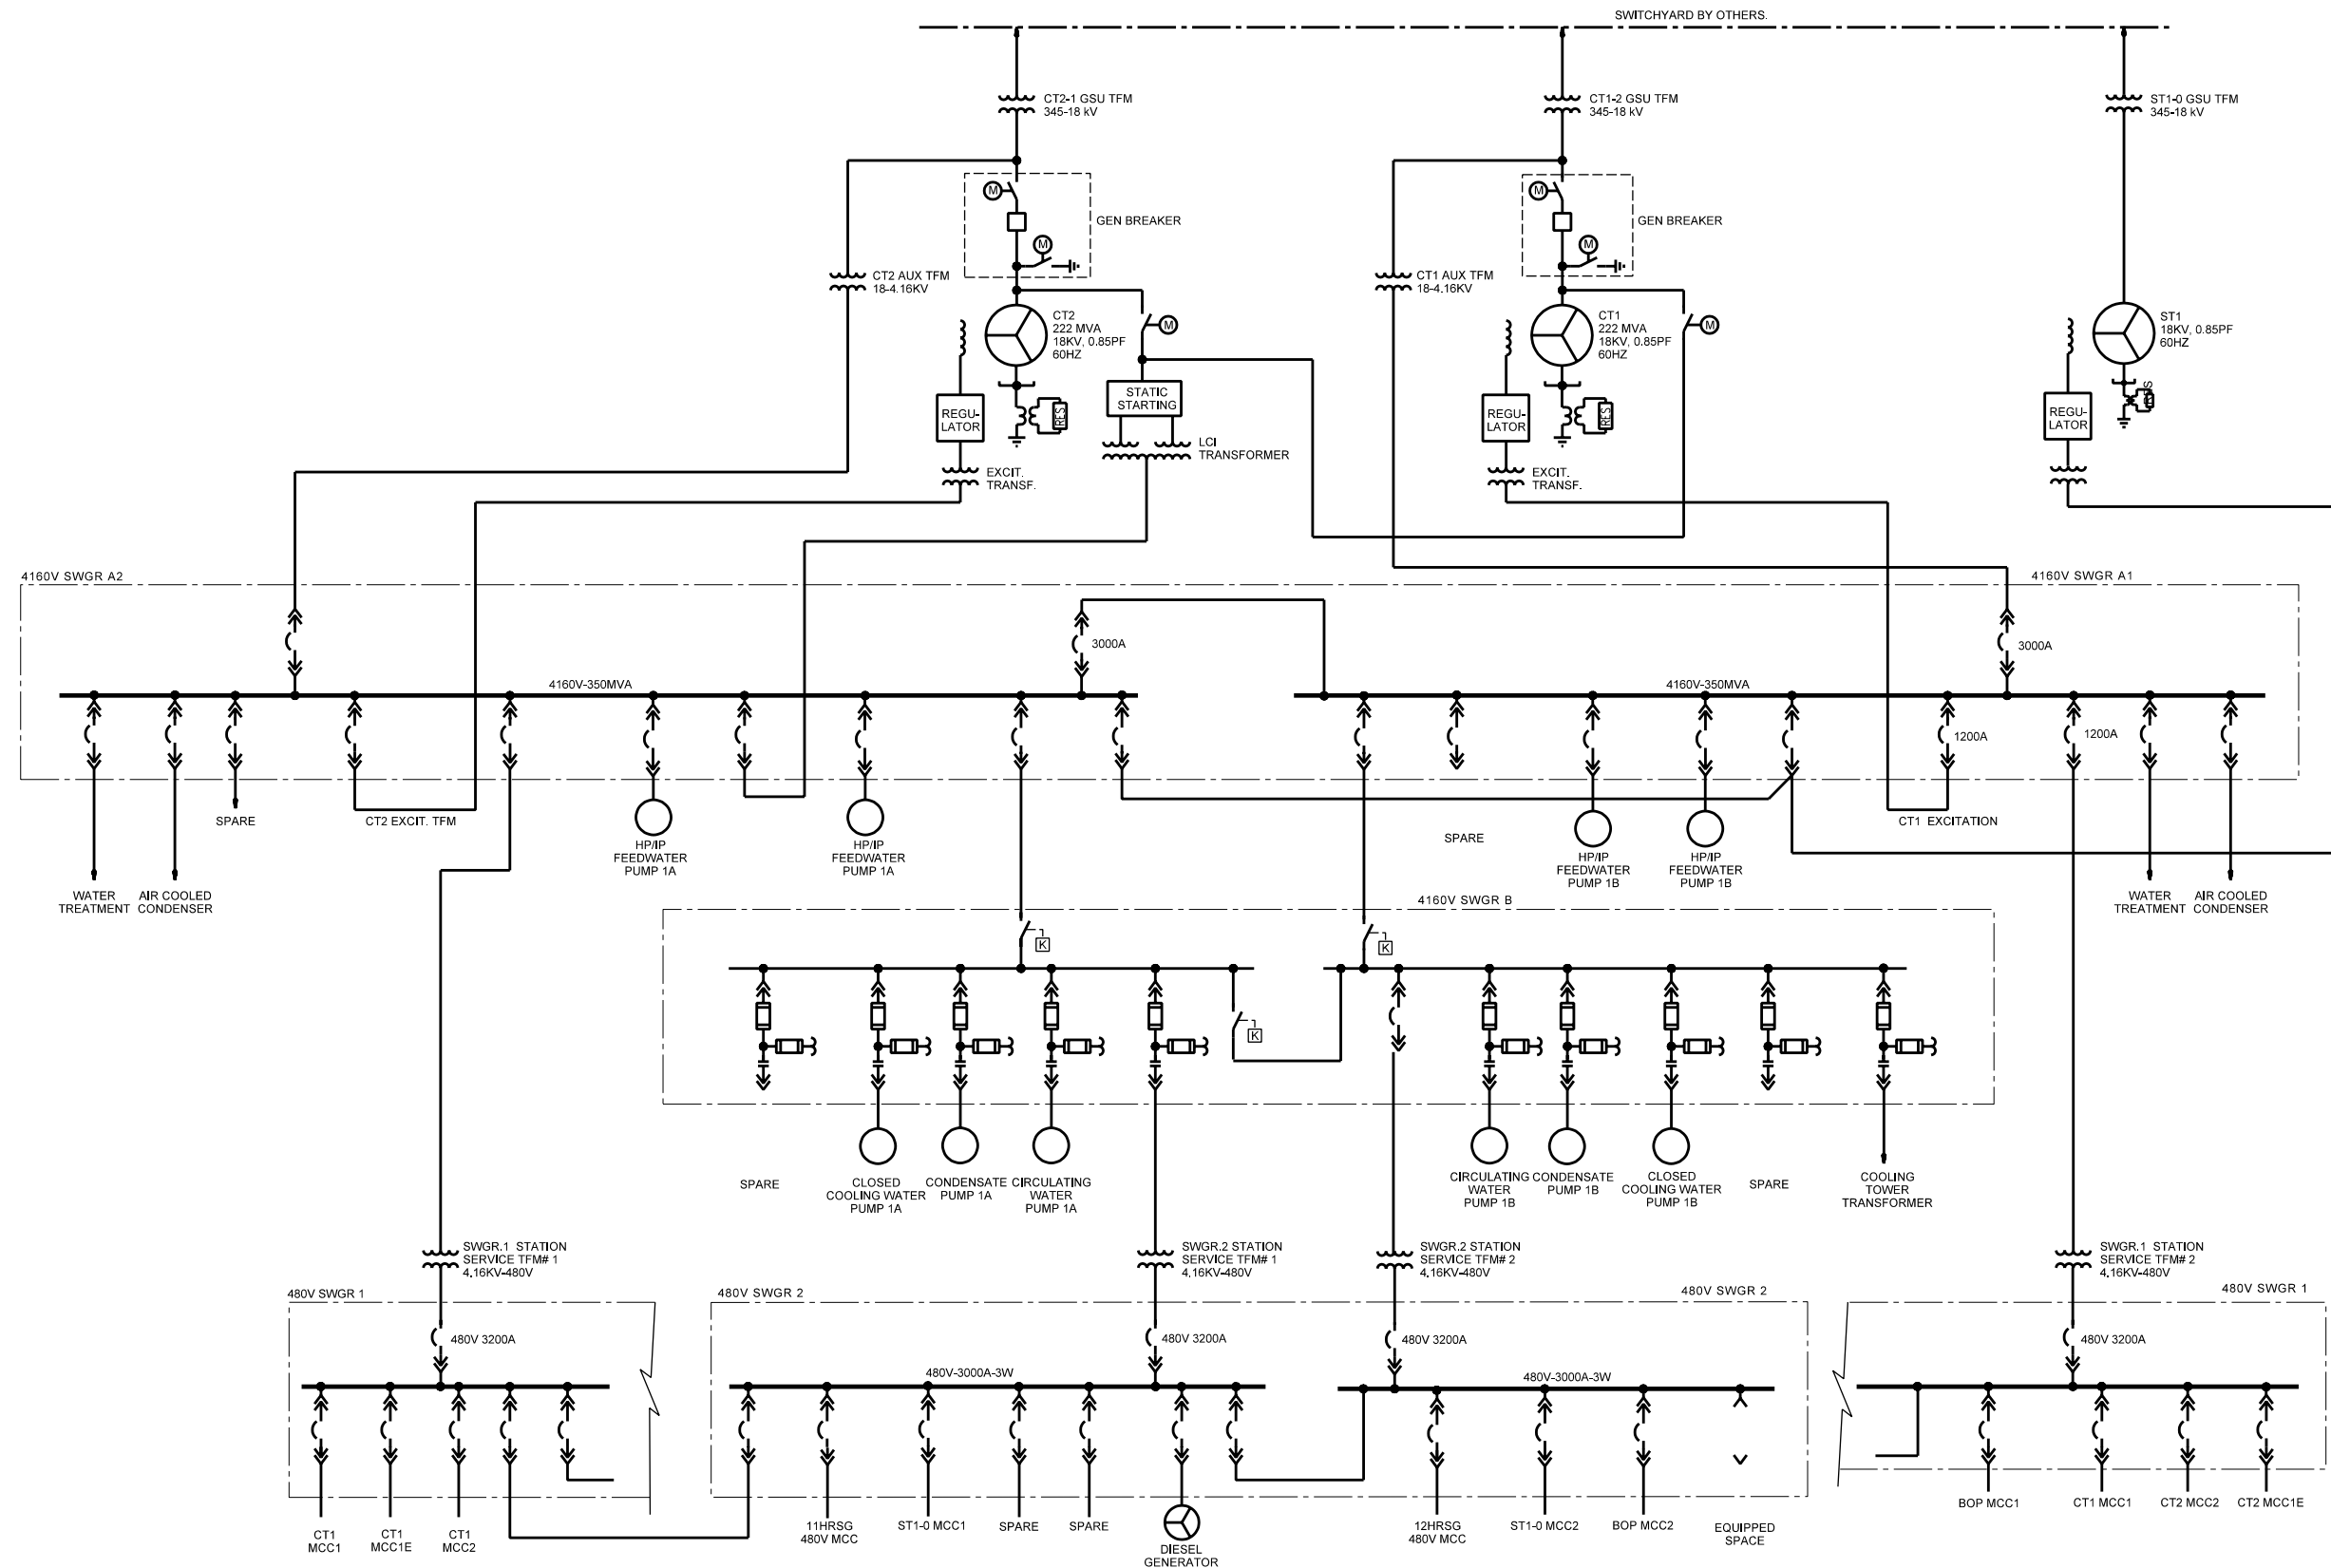 SWITCHYARD BY OTHERS.
CT2-1 GSU TFM
345-18 kV
CT1-2 GSU TFM
345-18 kV
ST1-0 GSU TFM
345-18 kV
M
GEN BREAKER
M
M
GEN BREAKER
M
CT2 AUX TFM
18-4.16KV
CT1 AUX TFM
18-4.16KV
CT2
222 MVA
18KV, 0.85PF
60HZ
M
CT1
222 MVA
18KV, 0.85PF
60HZ
M
ST1
18KV, 0.85PF
60HZ
REGU-
LATOR
RES
STATIC
STARTING
REGU-
LATOR
RES
REGU-
LATOR
LCI
TRANSFORMER
EXCIT.
TRANSF.
EXCIT.
TRANSF.
4160V SWGR A2
4160V SWGR A1
3000A
3000A
4160V-350MVA
4160V-350MVA
1200A
1200A
SPARE
CT2 EXCIT. TFM
HP/IP
FEEDWATER
PUMP 1A
HP/IP
FEEDWATER
PUMP 1A
SPARE
HP/IP
FEEDWATER
PUMP 1B
HP/IP
FEEDWATER
PUMP 1B
CT1 EXCITATION
WATER
TREATMENT
AIR COOLED
CONDENSER
WATER
TREATMENT
AIR COOLED
CONDENSER
4160V SWGR B
K
K
K
SPARE
CLOSED
COOLING WATER
PUMP 1A
CONDENSATE
PUMP 1A
CIRCULATING
WATER
PUMP 1A
CIRCULATING
WATER
PUMP 1B
CONDENSATE
PUMP 1B
CLOSED
COOLING WATER
PUMP 1B
SPARE
COOLING
TOWER
TRANSFORMER
SWGR.1 STATION
SERVICE TFM# 1
4.16KV-480V
SWGR.2 STATION
SERVICE TFM# 1
4.16KV-480V
SWGR.2 STATION
SERVICE TFM# 2
4.16KV-480V
SWGR.1 STATION
SERVICE TFM# 2
4.16KV-480V
480V SWGR 1
480V SWGR 2
480V SWGR 2
480V SWGR 1
480V 3200A
480V 3200A
480V 3200A
480V 3200A
480V-3000A-3W
480V-3000A-3W
CT1
MCC1
CT1
MCC1E
CT1
MCC2
11HRSG
480V MCC
ST1-0 MCC1
SPARE
SPARE
DIESEL
GENERATOR
12HRSG
480V MCC
ST1-0 MCC2
BOP MCC2
EQUIPPED
SPACE
BOP MCC1
CT1 MCC1
CT2 MCC2
CT2 MCC1E